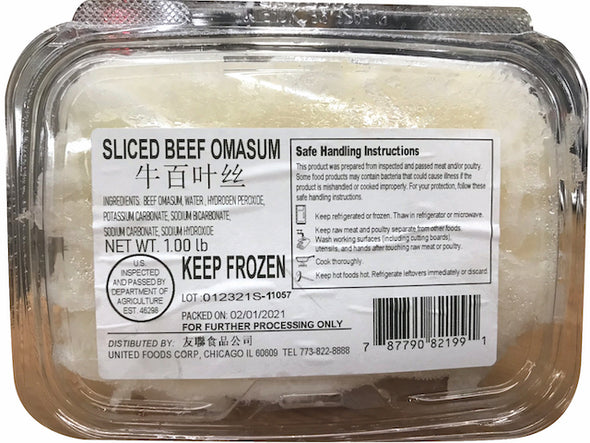 SLICED BEEF OMASUM
牛百叶丝
INGREDIENTS: BEEF OMASUM, WATER, HYDROGEN PEROXIDE,
POTASSIUM CARBONATE, SODIUM BICARBONATE,
SODIUM CARBONATE, SODIUM HYDROXIDE
NET WT. 1.00 lb
U.S.
INSPECTED
AND PASSED BY
DEPARTMENT OF
AGRICULTURE
EST. 46298
KEEP FROZEN
LOT 012321S-11057
PACKED ON: 02/01/2021
FOR FURTHER PROCESSING ONLY
DISTRIBUTED BY: 友聯食品公司
UNITED FOODS CORP, CHICAGO IL 60609 TEL 773-822-8888
Safe Handling Instructions
This product was prepared from inspected and passed meat and/or poultry.
Some food products may contain bacteria that could cause illness if the
product is mishandled or cooked improperly. For your protection, follow these
safe handling instructions.
Keep refrigerated or frozen. Thaw in refrigerator or microwave.
Keep raw meat and poultry separate from other foods.
Wash working surfaces (including cutting boards),
utensils, and hands after touching raw meat or poultry.
Cook thoroughly.
Keep hot foods hot. Refrigerate leftovers immediately or discard.
7 87790 82199 1